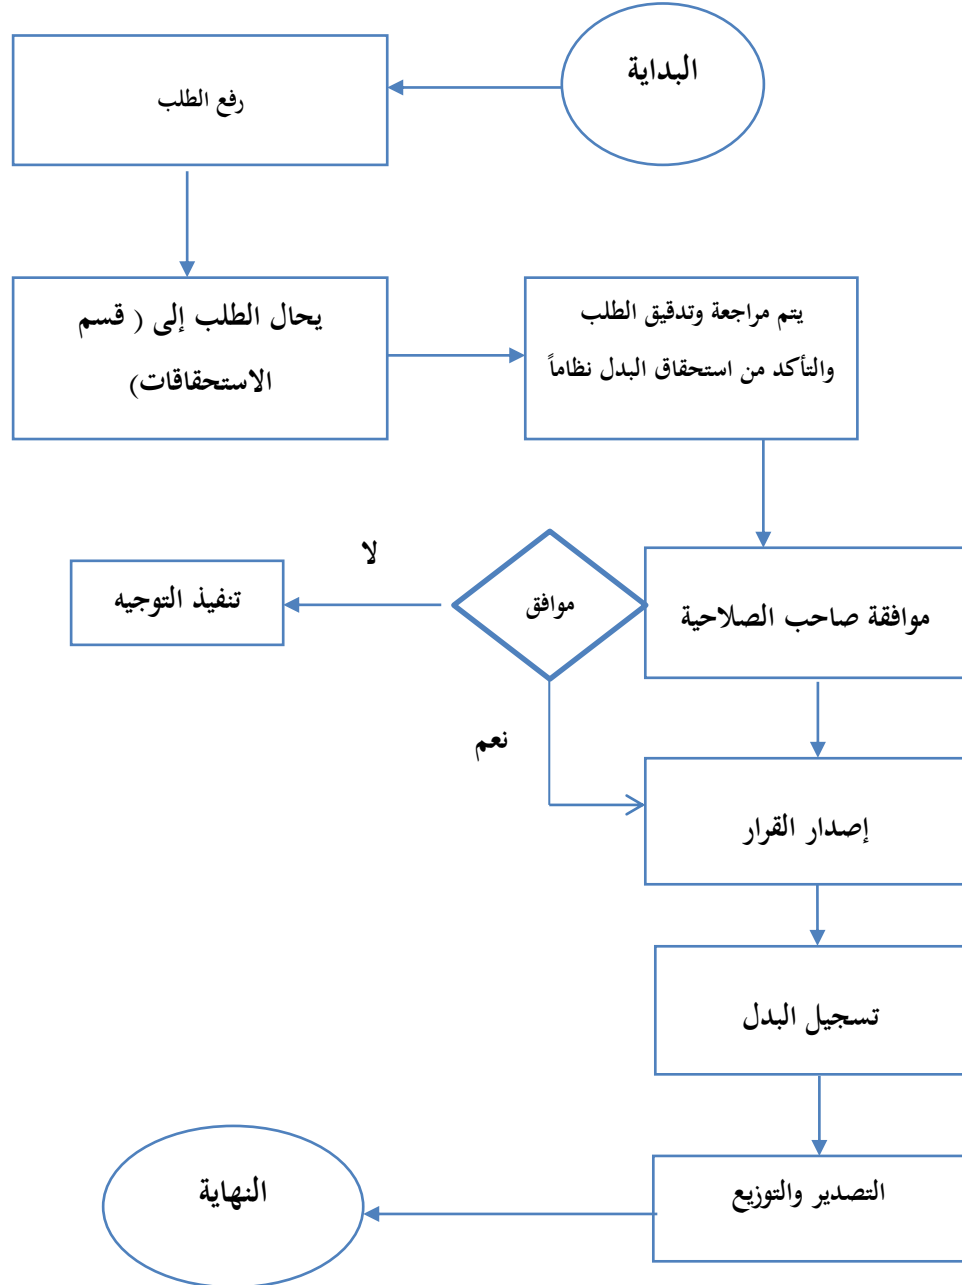 البداية
رفع الطلب
يحال الطلب إلى ( قسم
الاستحقاقات)
يتم مراجعة وتدقيق الطلب
والتأكد من استحقاق البدل نظاماً
موافقة صاحب الصلاحية
موافق
لا
تنفيذ التوجيه
نعم
إصدار القرار
تسجيل البدل
التصدير والتوزيع
النهاية